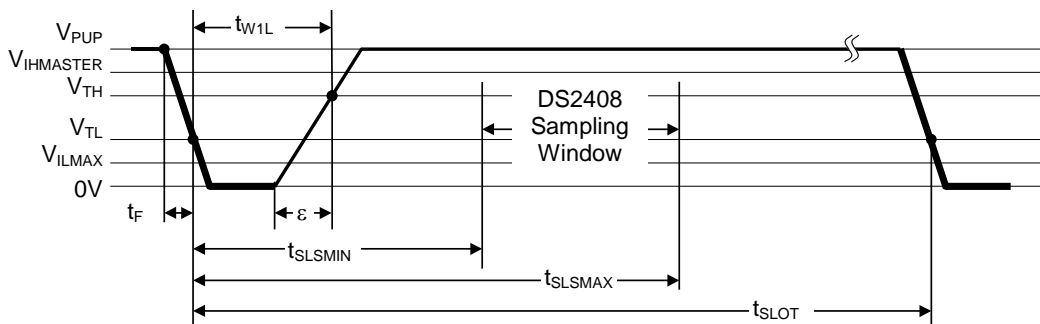 tW1L
VPUP
VIHMASTER
VTH
VTL
VILMAX
0V
DS2408
Sampling
Window
tF
ε
tSLSMIN
tSLSMAX
tSLOT